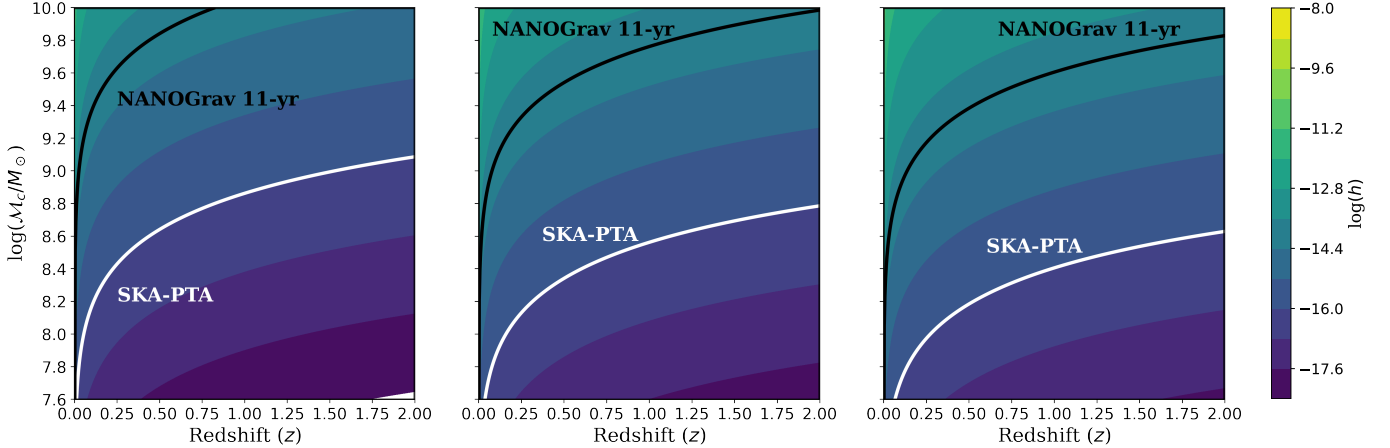 10.0
9.8
9.6
9.4
9.2
9.0
8.8
8.6
8.4
8.2
8.0
7.8
7.6
log(ℳc/M⊙)
NANOGrav 11-yr
SKA-PTA
0.00 0.25 0.50 0.75 1.00 1.25 1.50 1.75 2.00
Redshift (z)
NANOGrav 11-yr
SKA-PTA
0.00 0.25 0.50 0.75 1.00 1.25 1.50 1.75 2.00
Redshift (z)
NANOGrav 11-yr
SKA-PTA
0.00 0.25 0.50 0.75 1.00 1.25 1.50 1.75 2.00
Redshift (z)
−8.0
−9.6
−11.2
−12.8
−14.4
−16.0
−17.6
log(h)